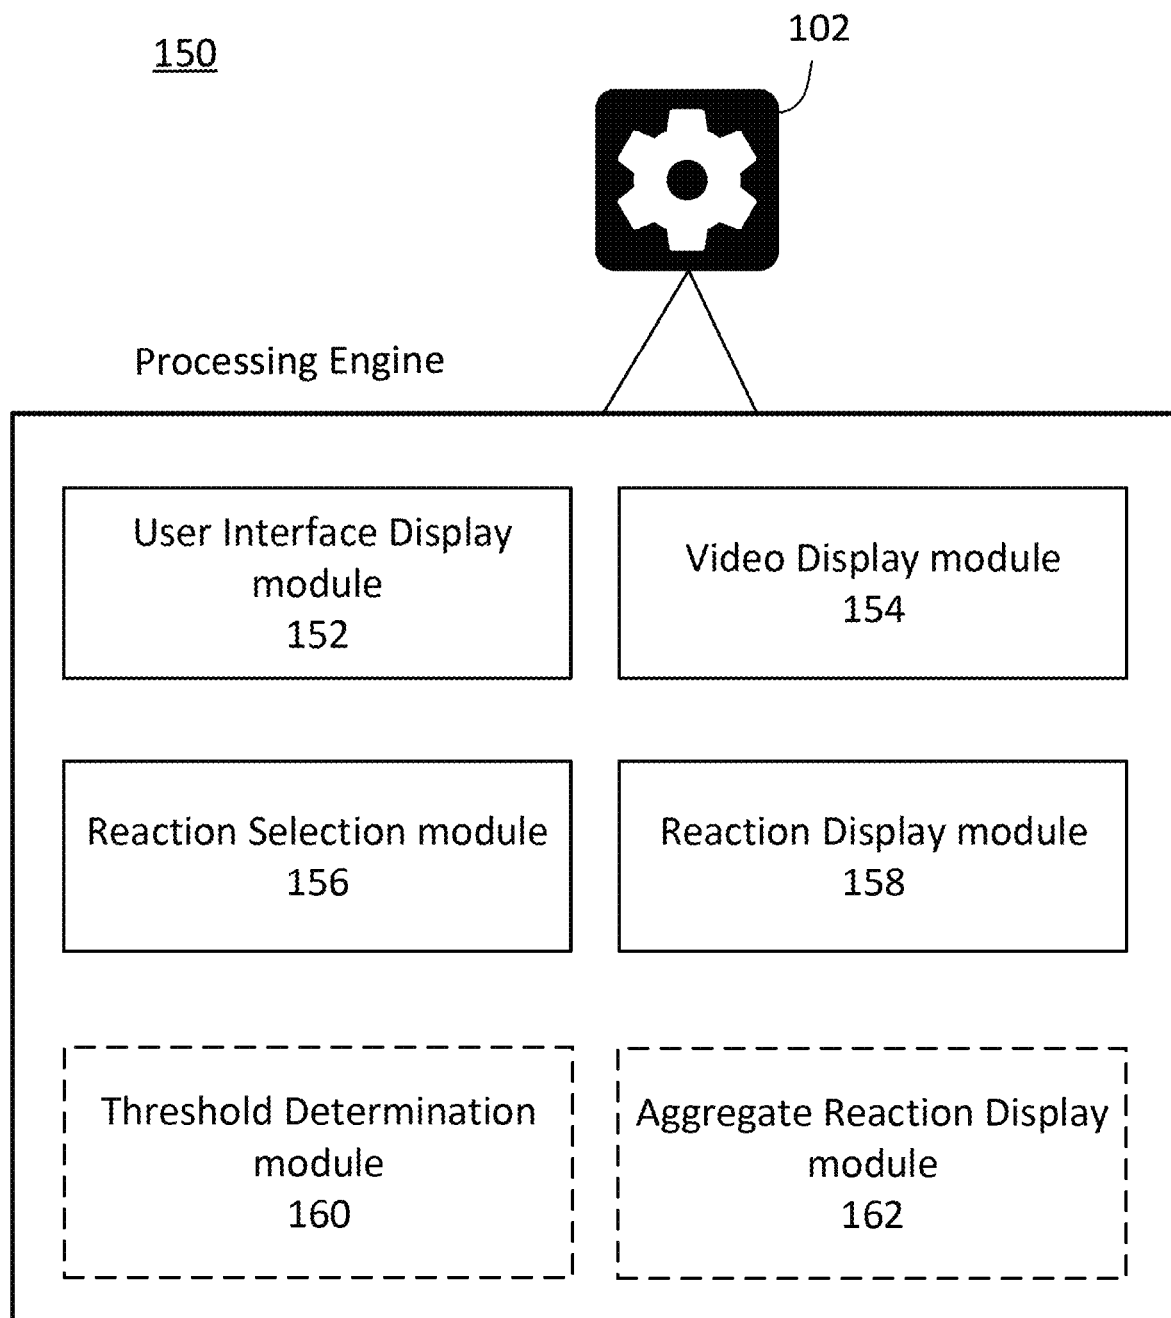 150
102
Processing Engine
User Interface Display
module
152
Video Display module
154
Reaction Selection module
156
Reaction Display module
158
Threshold Determination
module
160
Aggregate Reaction Display
module
162